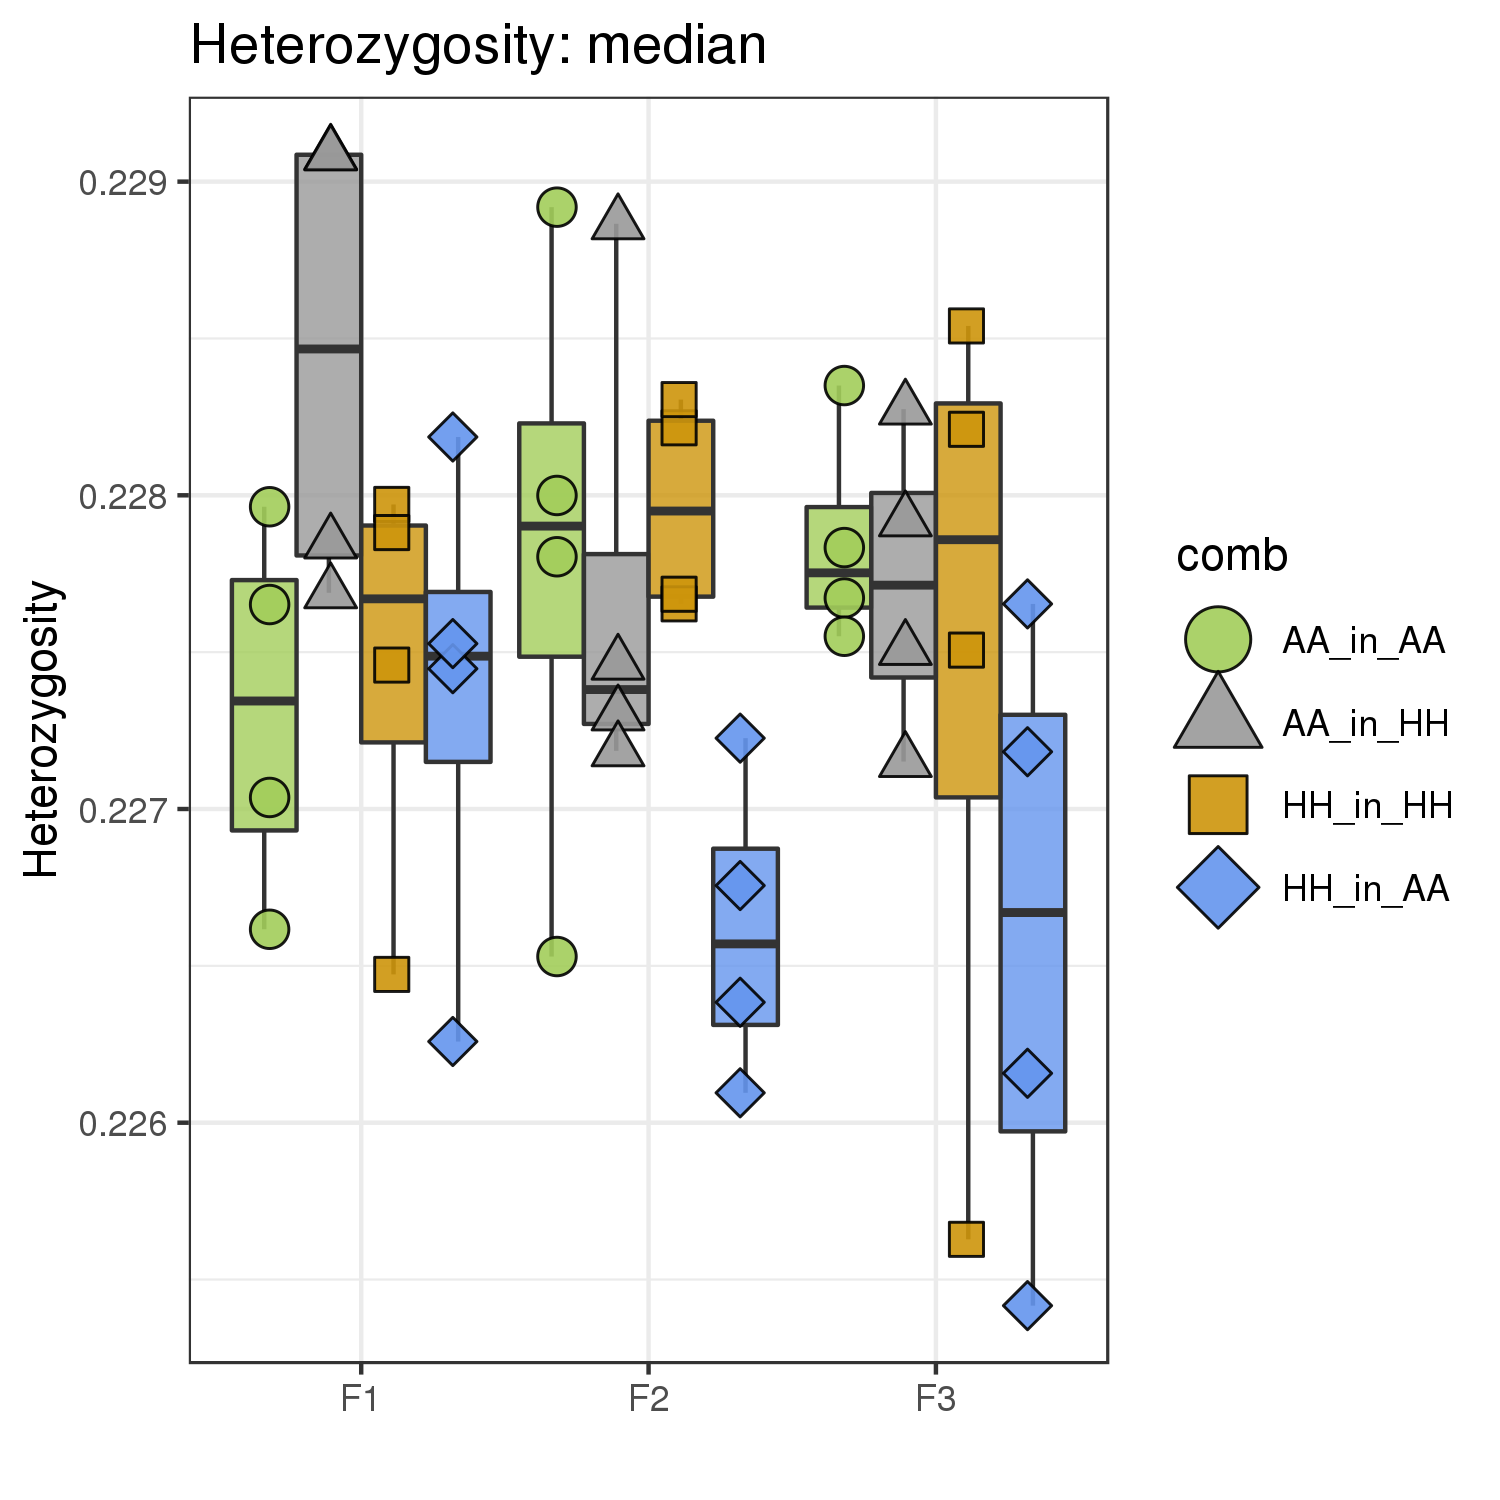 Heterozygosity: median
Heterozygosity
0.229
0.228
0.227
0.226
F1
F2
F3
comb
AA_in_AA
AA_in_HH
HH_in_HH
HH_in_AA